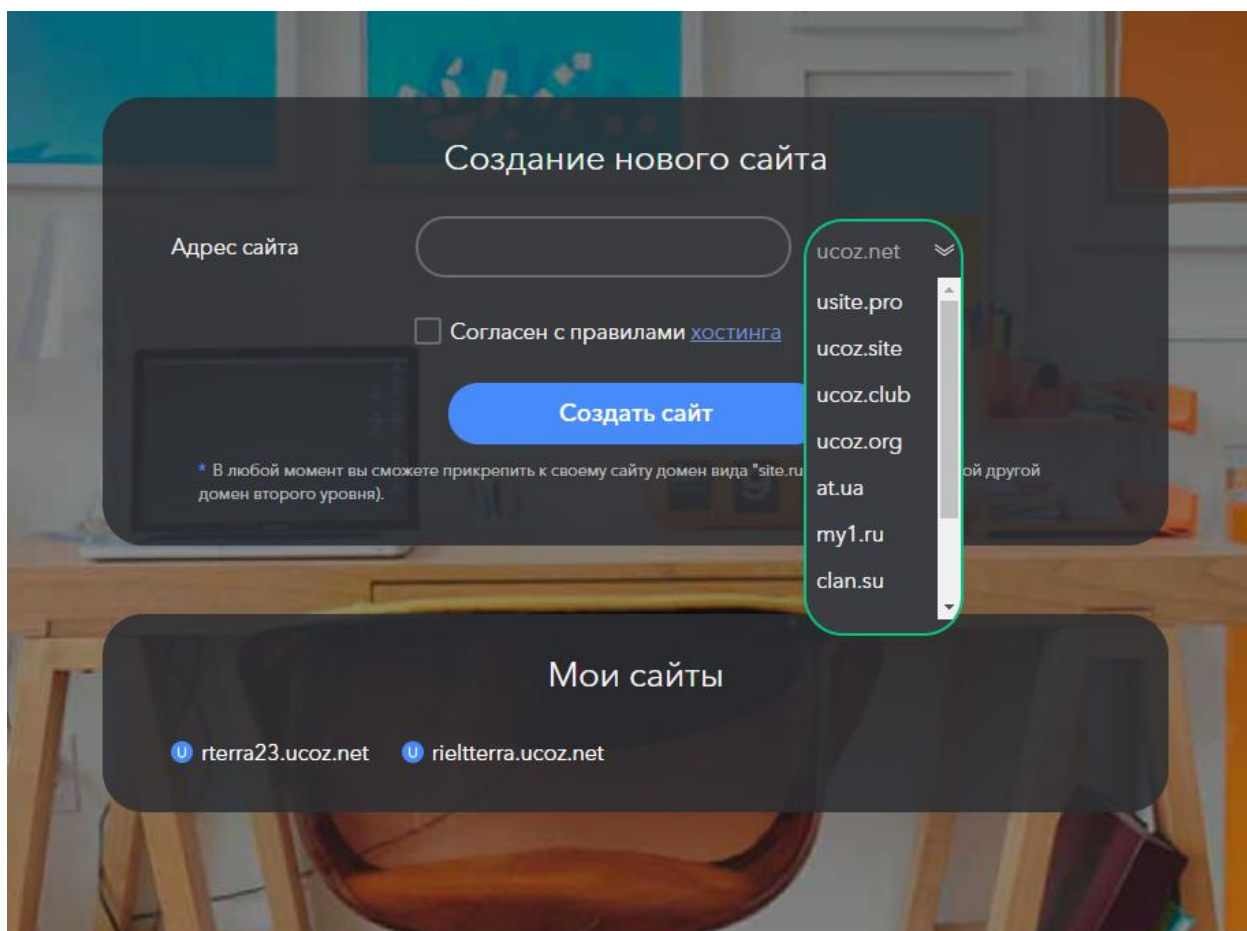 Создание нового сайта
Адрес сайта
ucoz.net
usite.pro
ucoz.site
ucoz.club
ucoz.org
at.ua
my1.ru
clan.su
Согласен с правилами хостинга
Создать сайт
* В любой момент вы сможете прикрепить к своему сайту домен вида "site.ru ой другой
домен второго уровня).
Мои сайты
rterra23.ucoz.net rieltterra.ucoz.net